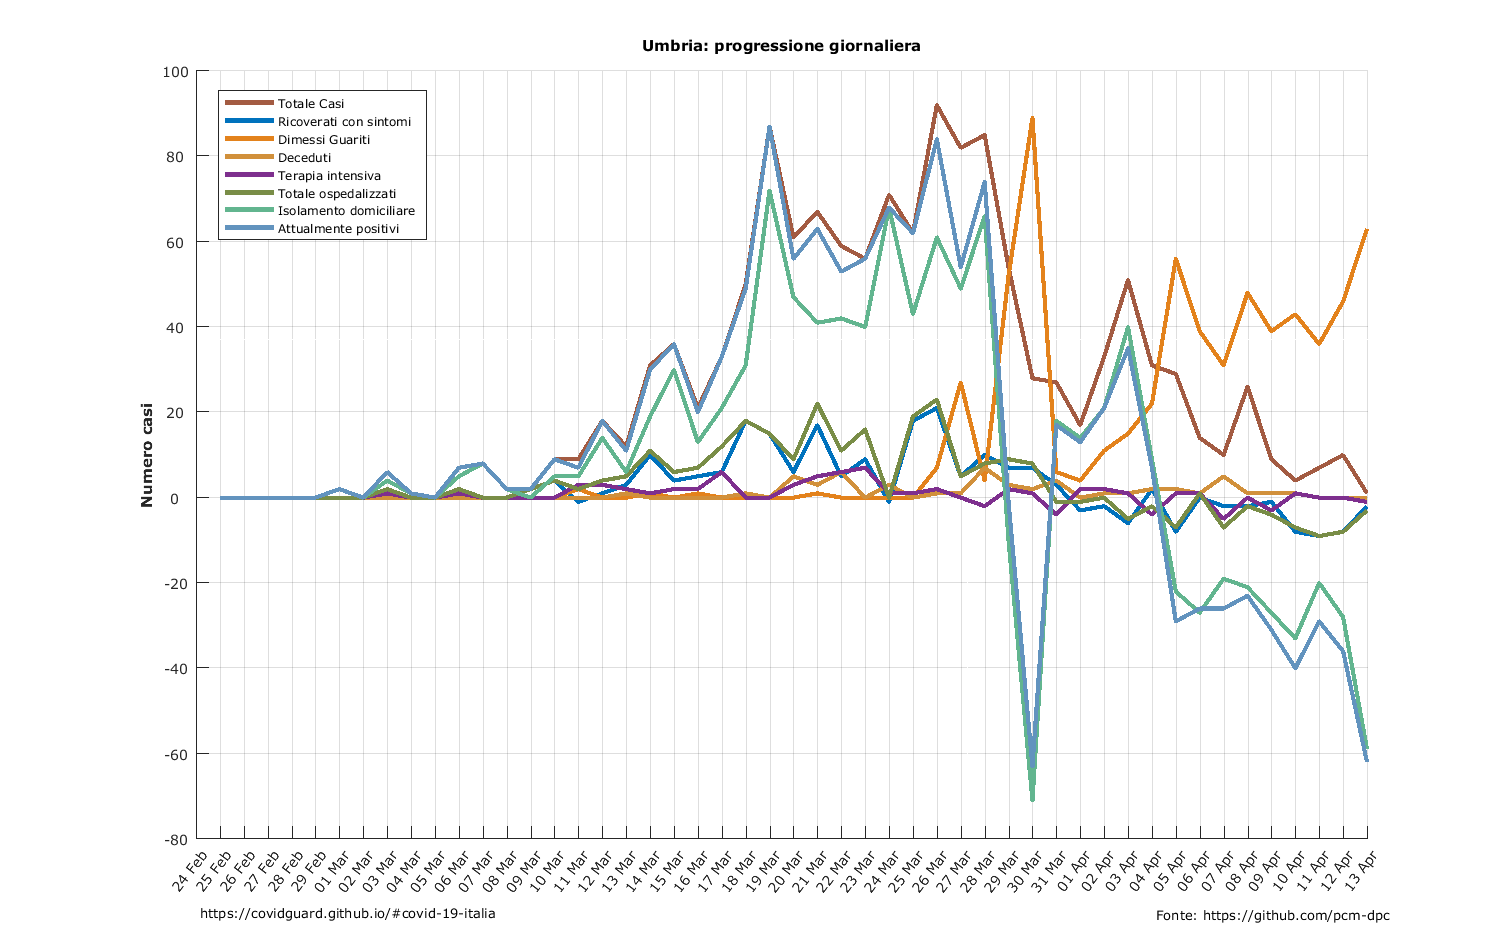 Umbria: progressione giornaliera
100
80
60
40
20
0
-20
-40
-60
-80
Numero casi
Totale Casi
Ricoverati con sintomi
Dimessi Guariti
Deceduti
Terapia intensiva
Totale ospedalizzati
Isolamento domiciliare
Attualmente positivi
24 Feb
25 Feb
26 Feb
27 Feb
28 Feb
29 Feb
01 Mar
02 Mar
03 Mar
04 Mar
05 Mar
06 Mar
07 Mar
08 Mar
09 Mar
10 Mar
11 Mar
12 Mar
13 Mar
14 Mar
15 Mar
16 Mar
17 Mar
18 Mar
19 Mar
20 Mar
21 Mar
22 Mar
23 Mar
24 Mar
25 Mar
26 Mar
27 Mar
28 Mar
29 Mar
30 Mar
31 Mar
01 Apr
02 Apr
03 Apr
04 Apr
05 Apr
06 Apr
07 Apr
08 Apr
09 Apr
10 Apr
11 Apr
12 Apr
13 Apr
https://covidguard.github.io/#covid-19-italia
Fonte: https://github.com/pcm-dpc